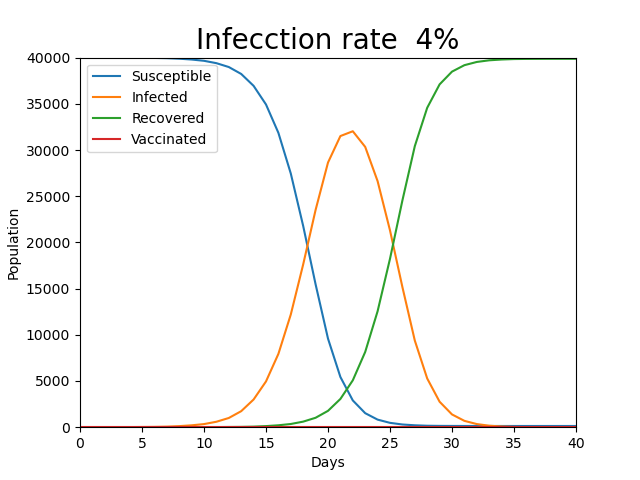 Infecction rate  4%
40000
35000
30000
25000
20000
15000
10000
5000
0
Population
Susceptible
Infected
Recovered
Vaccinated
0 5 10 15 20 25 30 35 40
Days